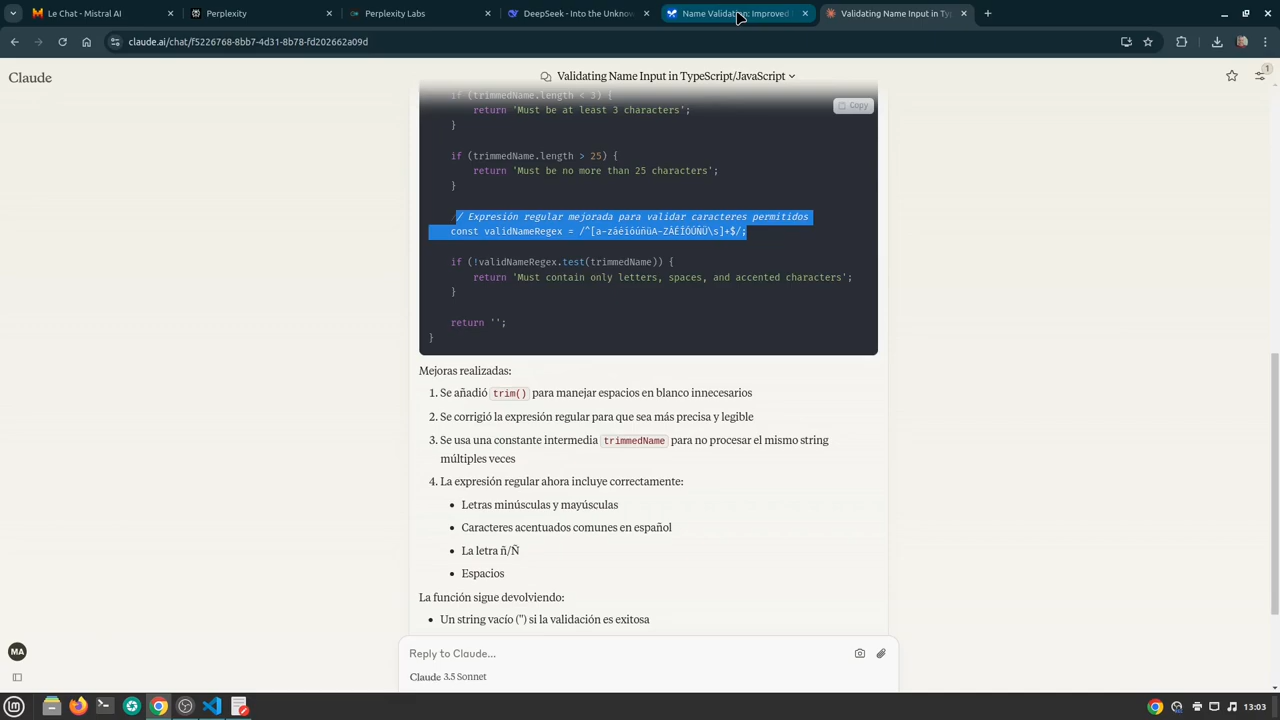 Le Chat - Mistral AI
Perplexity
Perplexity Labs
DeepSeek - Into the Unknow
Name Validation: Improved
Validating Name Input in Ty
claude.ai/chat/f5226768-8bb7-4d31-8b78-fd202662a09d
Claude
Validating Name Input in TypeScript/JavaScript
1
if (trimmedName.length < 3) {
Copy
return 'Must be at least 3 characters';
}
if (trimmedName.length > 25) {
return 'Must be no more than 25 characters';
}
// Expresión regular mejorada para validar caracteres permitidos
const validNameRegex = /^[a-záéíóúñüA-ZÁÉÍÓÚÑÜ\s]+$/;
if (!validNameRegex.test(trimmedName)) {
return 'Must contain only letters, spaces, and accented characters';
}
return '';
}
Mejoras realizadas:
1. Se añadió trim() para manejar espacios en blanco innecesarios
2. Se corrigió la expresión regular para que sea más precisa y legible
3. Se usa una constante intermedia trimmedName para no procesar el mismo string
múltiples veces
4. La expresión regular ahora incluye correctamente:
• Letras minúsculas y mayúsculas
• Caracteres acentuados comunes en español
• La letra ñ/Ñ
• Espacios
La función sigue devolviendo:
• Un string vacío ('') si la validación es exitosa
Reply to Claude...
MA
Claude 3.5 Sonnet
13:03